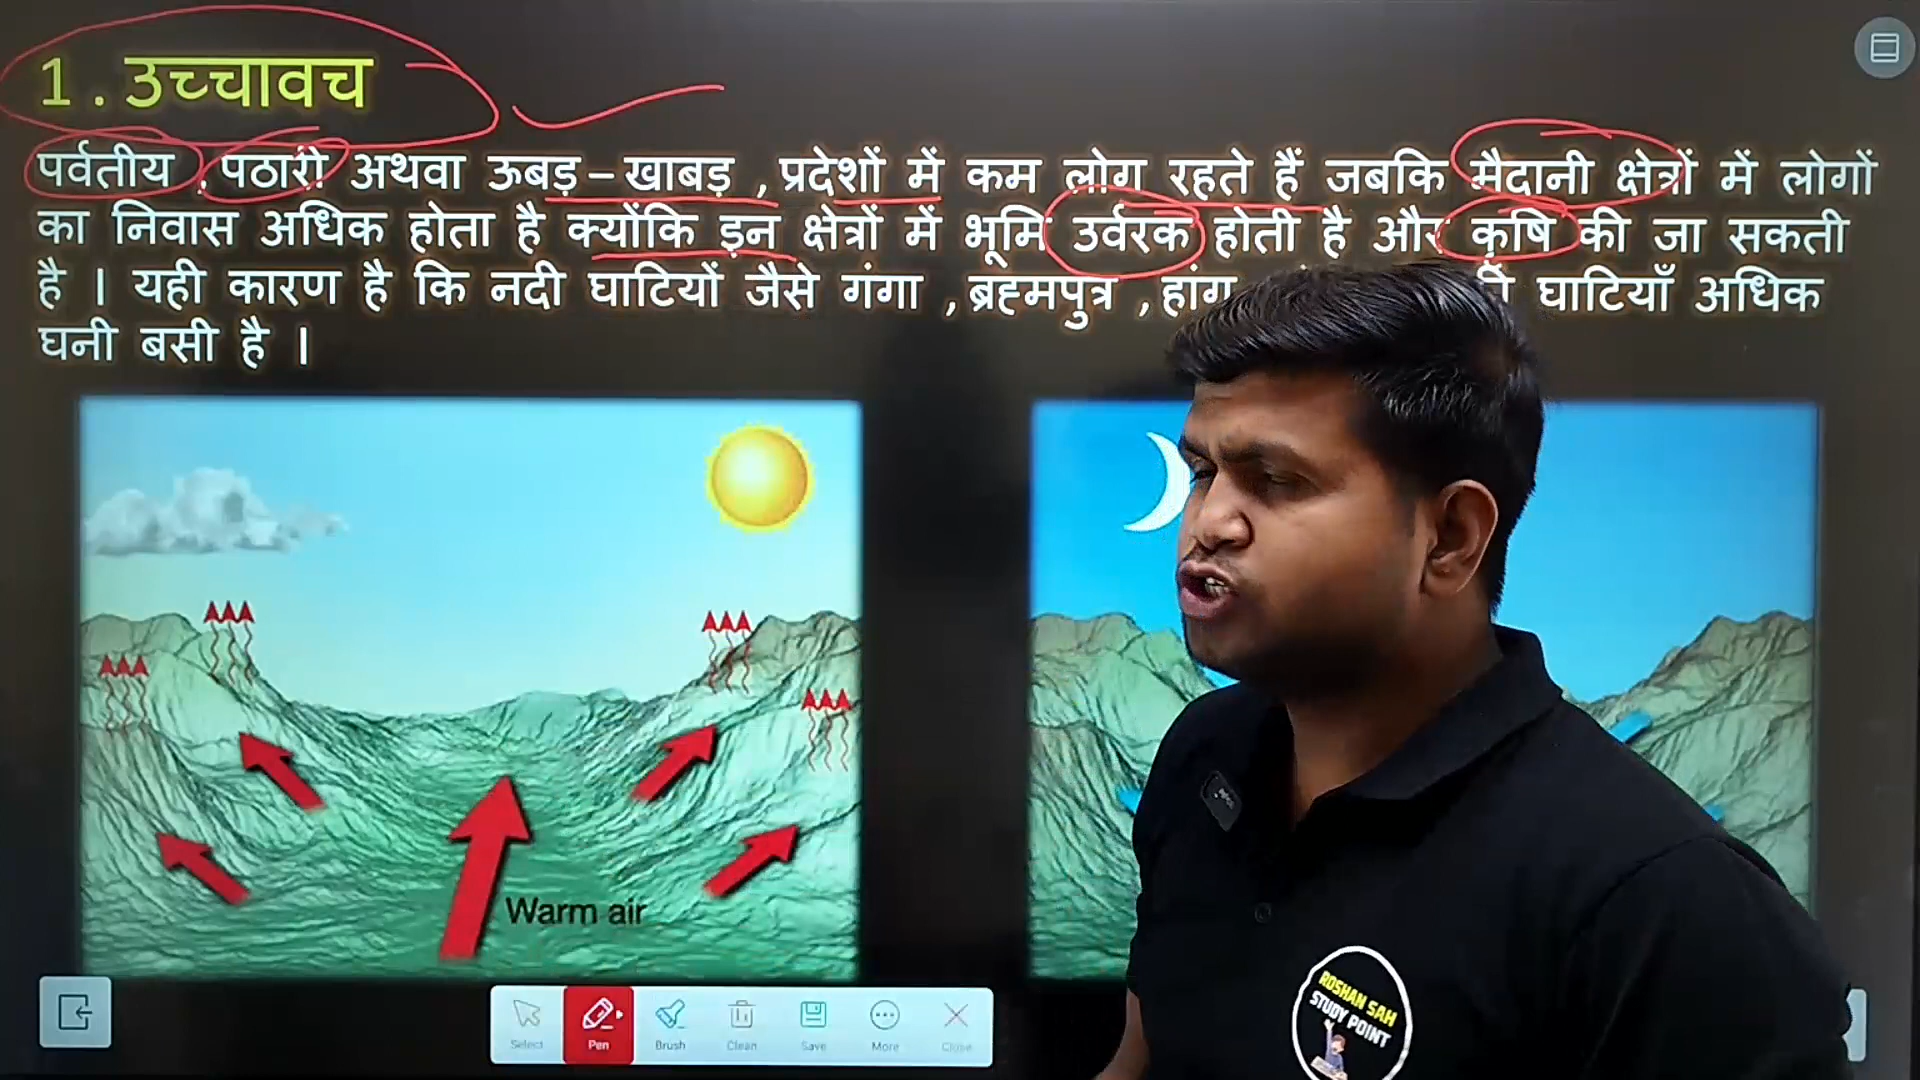 1 . उच्चावच
पर्वतीय , पठारी अथवा ऊबड़ – खाबड़ , प्रदेशों में कम लोग रहते हैं जबकि मैदानी क्षेत्रों में लोगों
का निवास अधिक होता है क्योंकि इन क्षेत्रों में भूमि उर्वरक होती है और कृषि की जा सकती
है । यही कारण है कि नदी घाटियों जैसे गंगा , ब्रह्मपुत्र , हांग घाटियाँ अधिक
घनी बसी है ।
Warm air
Select Pen Brush Clean Save More Close
ROSHAN SAH
STUDY POINT